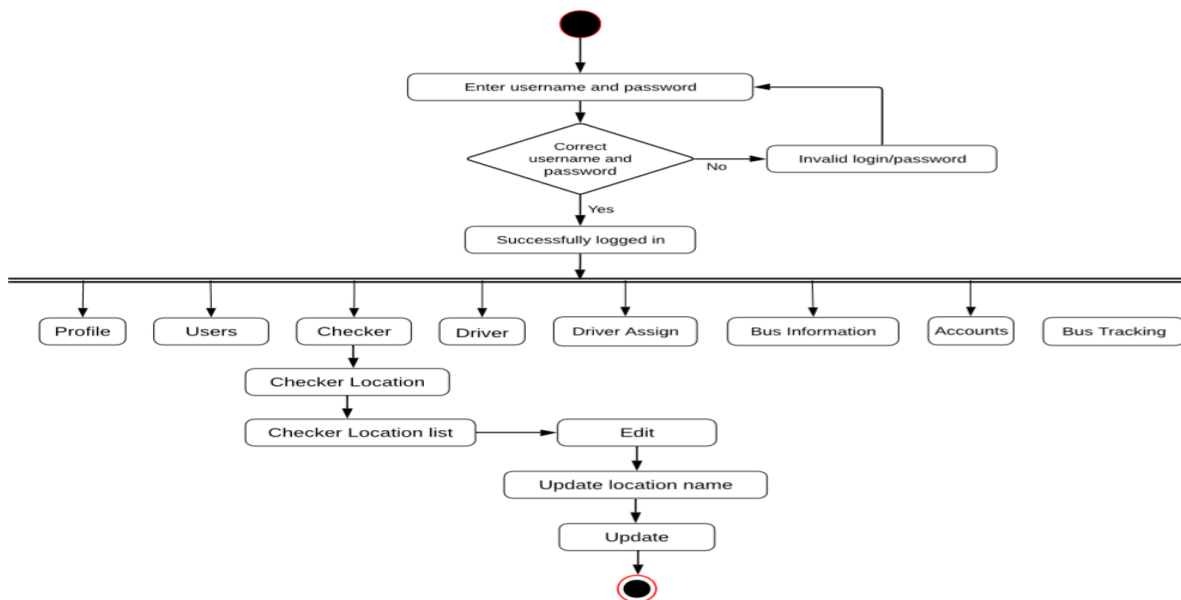 Enter username and password
Correct
username and
password
No
Invalid login/password
Yes
Successfully logged in
Profile
Users
Checker
Driver
Driver Assign
Bus Information
Accounts
Bus Tracking
Checker Location
Checker Location list
Edit
Update location name
Update